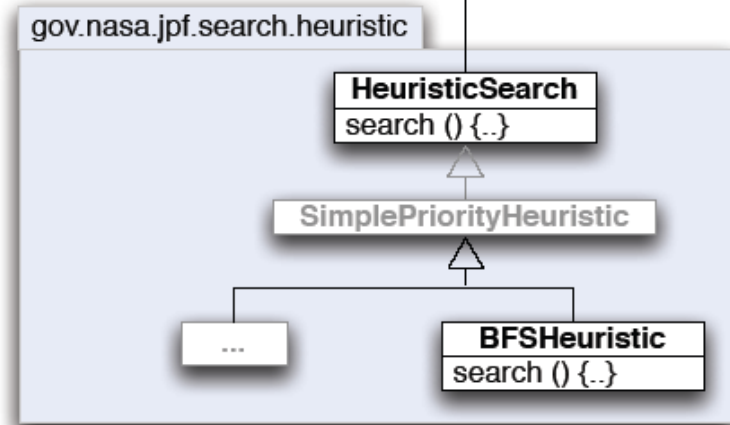 gov.nasa.jpf.search.heuristic
HeuristicSearch
search () {..}
SimplePriorityHeuristic
...
BFSHeuristic
search () {..}